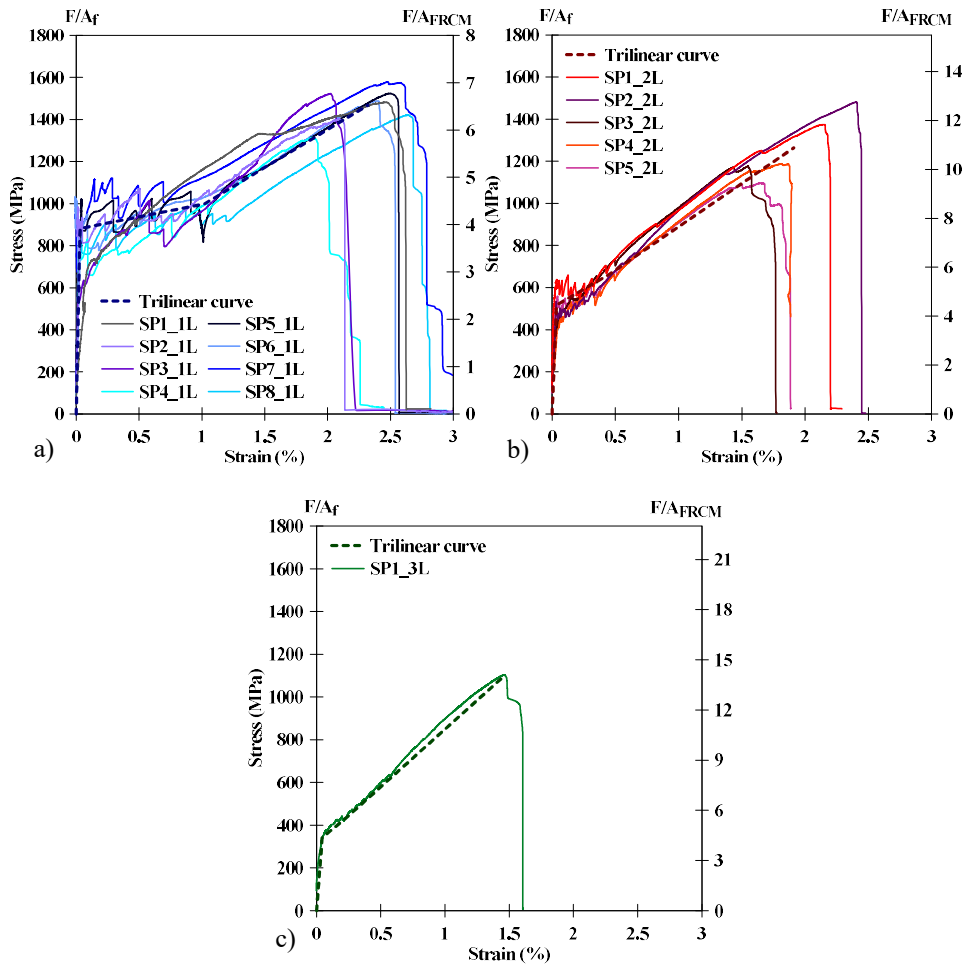 F/Af F/AFRCM
1800 8
1600 7
1400 6
1200 5
1000
800 4
600 3
400 2
200 1
0 0
Stress (MPa)
Trilinear curve
SP1_1L SP5_1L
SP2_1L SP6_1L
SP3_1L SP7_1L
SP4_1L SP8_1L
0 0.5 1 1.5 2 2.5 3
Strain (%)
a)
F/Af F/AFRCM
1800
1600 14
1400 12
1200 10
1000 8
800
600 6
400 4
200 2
0 0
Stress (MPa)
Trilinear curve
SP1_2L
SP2_2L
SP3_2L
SP4_2L
SP5_2L
0 0.5 1 1.5 2 2.5 3
Strain (%)
b)
F/Af F/AFRCM
1800
1600 21
1400 18
1200 15
1000 12
800 9
600
400 6
200 3
0 0
Stress (MPa)
Trilinear curve
SP1_3L
0 0.5 1 1.5 2 2.5 3
Strain (%)
c)